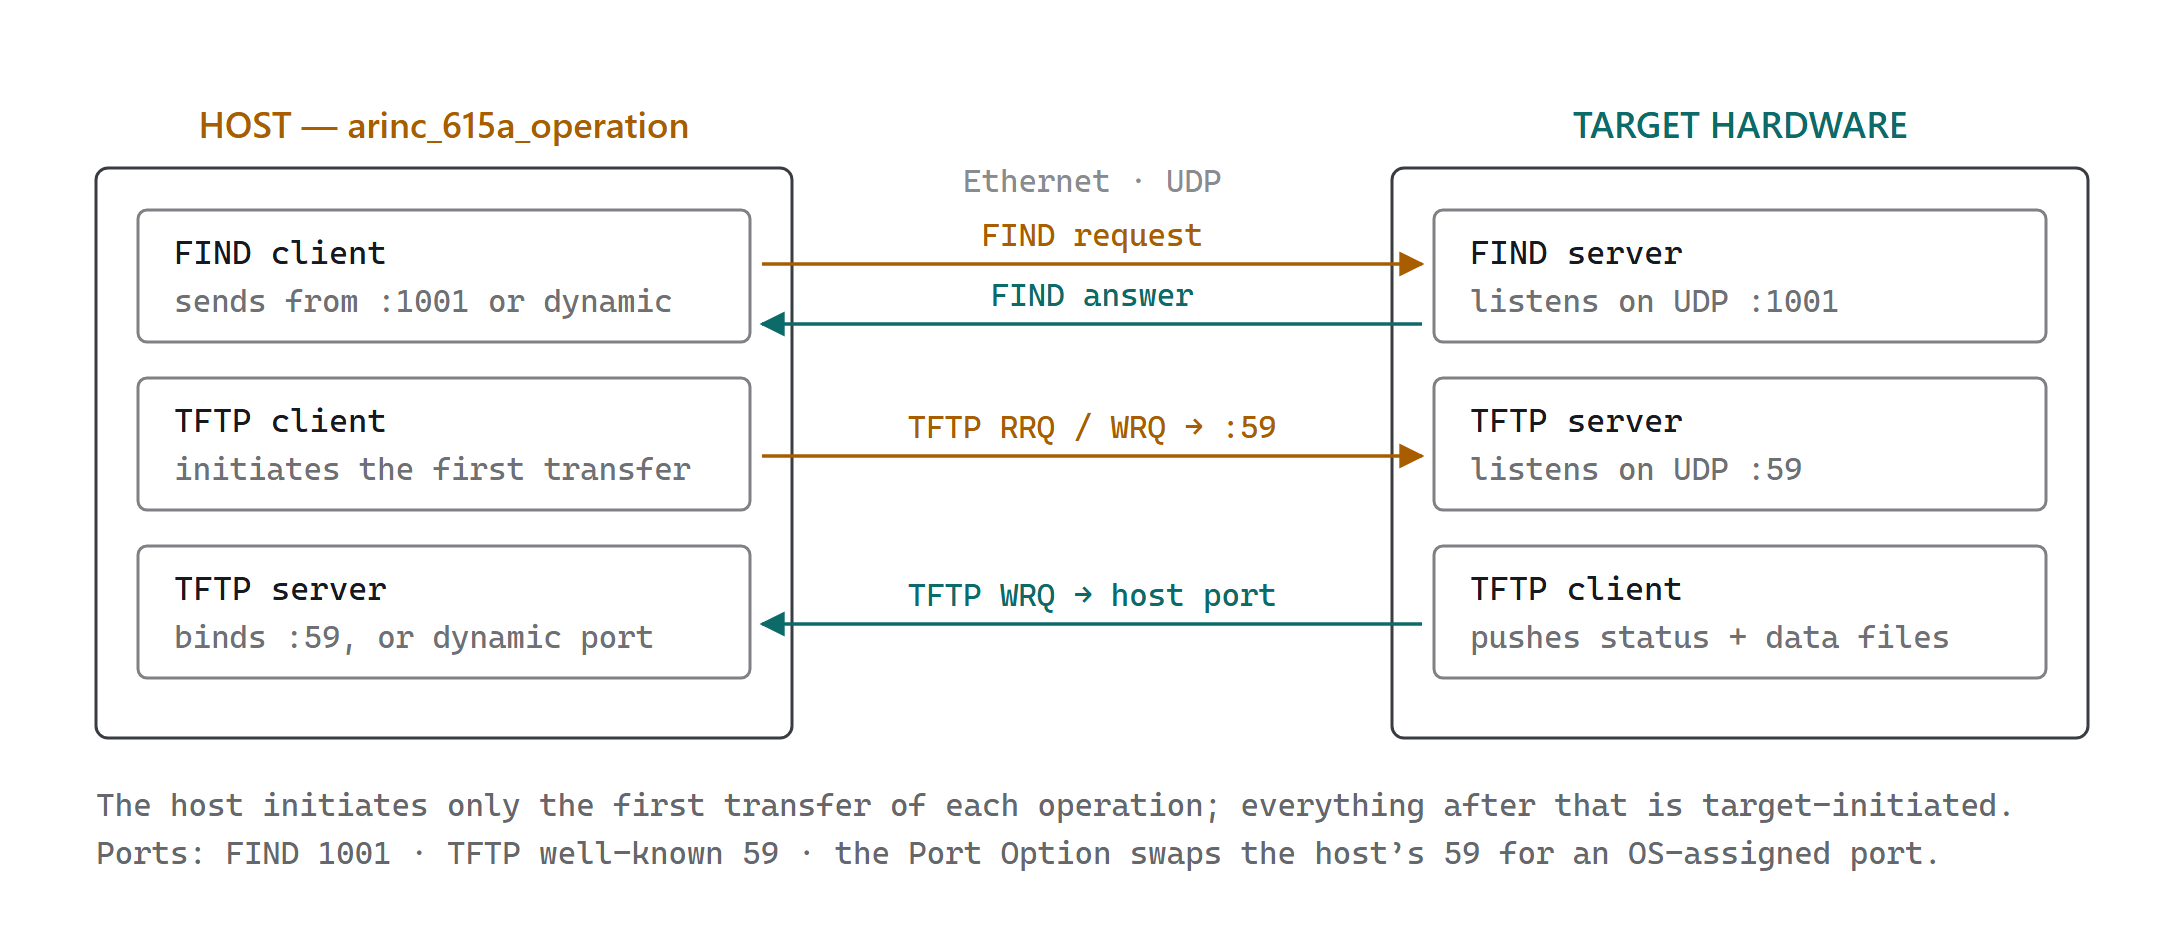 HOST — arinc_615a_operation
TARGET HARDWARE
Ethernet · UDP
FIND client
sends from :1001 or dynamic
FIND request
FIND answer
FIND server
listens on UDP :1001
TFTP client
initiates the first transfer
TFTP RRQ / WRQ → :59
TFTP server
listens on UDP :59
TFTP server
binds :59, or dynamic port
TFTP WRQ → host port
TFTP client
pushes status + data files
The host initiates only the first transfer of each operation; everything after that is target-initiated.
Ports: FIND 1001 · TFTP well-known 59 · the Port Option swaps the host’s 59 for an OS-assigned port.